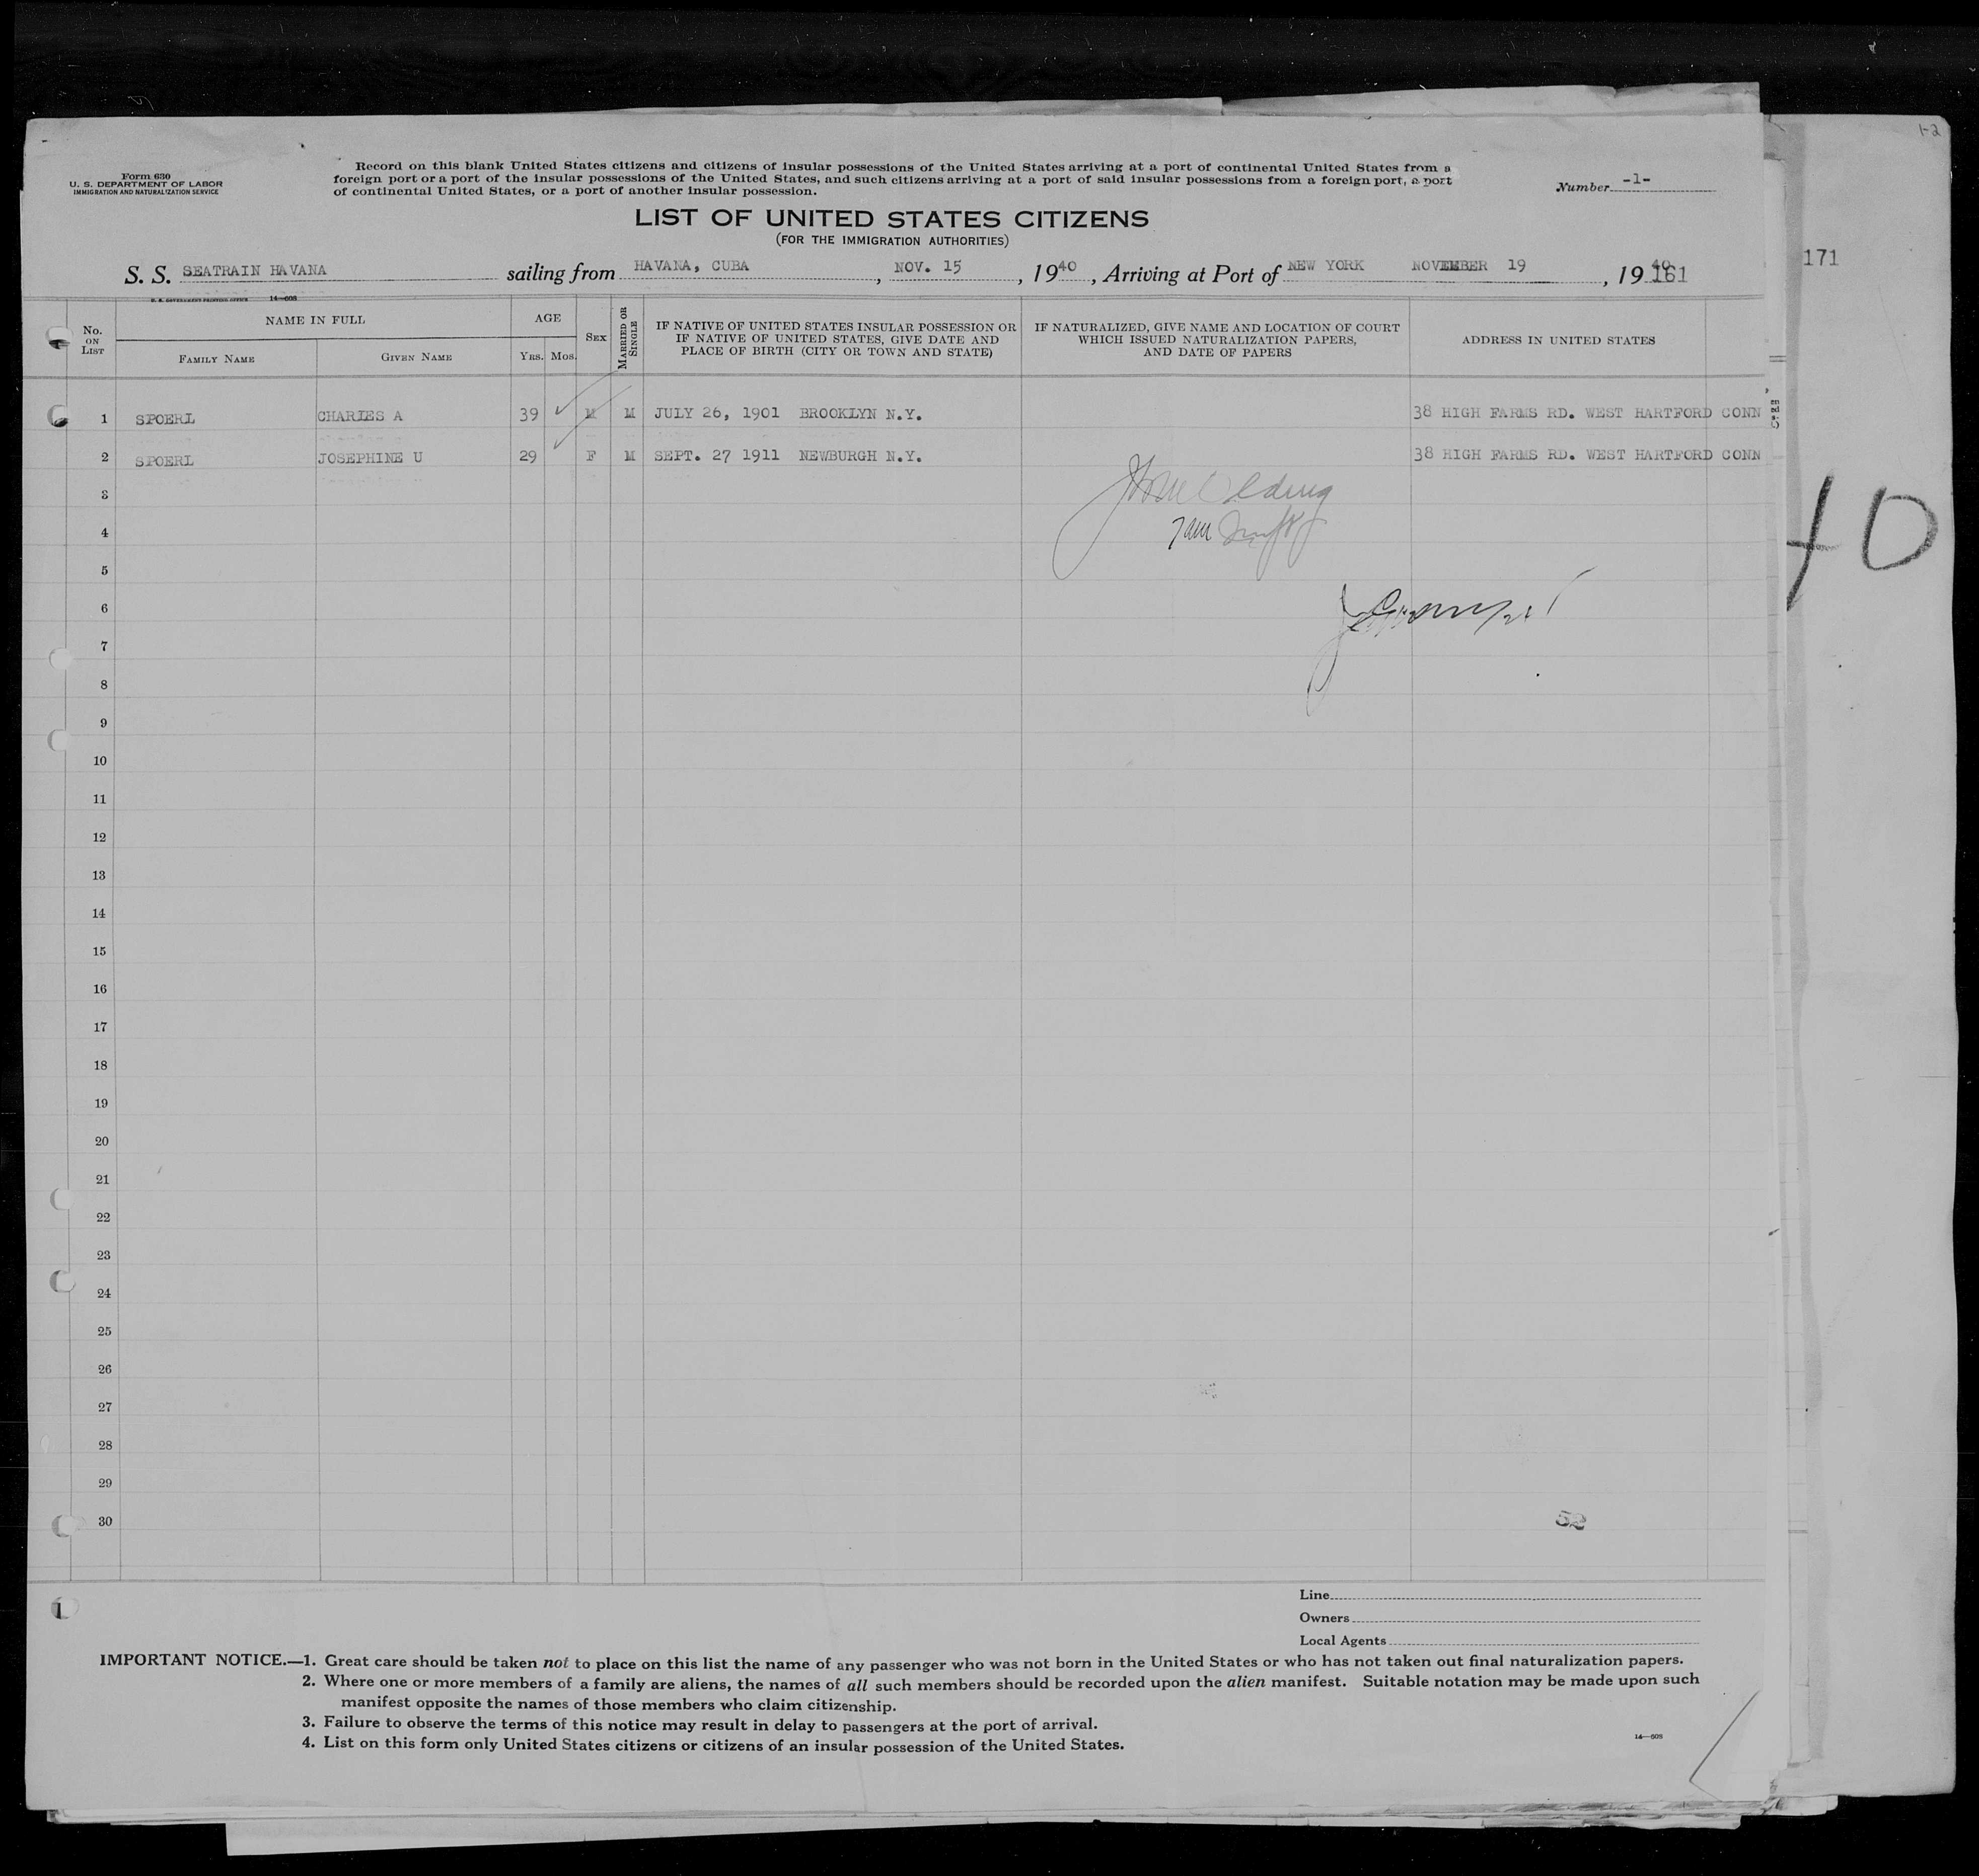 1-2
Form 630
U. S. DEPARTMENT OF LABOR
IMMIGRATION AND NATURALIZATION SERVICE
Record on this blank United States citizens and citizens of insular possessions of the United States arriving at a port of continental United States from a
foreign port or a port of the insular possessions of the United States, and such citizens arriving at a port of said insular possessions from a foreign port, a port
of continental United States, or a port of another insular possession.
Number -1-
LIST OF UNITED STATES CITIZENS
(FOR THE IMMIGRATION AUTHORITIES)
S. S. SEATRAIN HAVANA sailing from HAVANA, CUBA, NOV. 15, 1940, Arriving at Port of NEW YORK NOVEMBER 19, 1940
161
171
U. S. GOVERNMENT PRINTING OFFICE 14—608
No. ON LIST
NAME IN FULL
AGE
SEX
MARRIED OR SINGLE
IF NATIVE OF UNITED STATES INSULAR POSSESSION OR
IF NATIVE OF UNITED STATES, GIVE DATE AND
PLACE OF BIRTH (CITY OR TOWN AND STATE)
IF NATURALIZED, GIVE NAME AND LOCATION OF COURT
WHICH ISSUED NATURALIZATION PAPERS,
AND DATE OF PAPERS
ADDRESS IN UNITED STATES
FAMILY NAME GIVEN NAME YRS. MOS.
1 SPOERL CHARLES A 39 M M JULY 26, 1901 BROOKLYN N.Y. 38 HIGH FARMS RD. WEST HARTFORD CONN
2 SPOERL JOSEPHINE U 29 F M SEPT. 27 1911 NEWBURGH N.Y. 38 HIGH FARMS RD. WEST HARTFORD CONN
3
4
5
6
7
8
9
10
11
12
13
14
15
16
17
18
19
20
21
22
23
24
25
26
27
28
29
30
52
1
Line
Owners
Local Agents
IMPORTANT NOTICE.—1. Great care should be taken not to place on this list the name of any passenger who was not born in the United States or who has not taken out final naturalization papers.
2. Where one or more members of a family are aliens, the names of all such members should be recorded upon the alien manifest. Suitable notation may be made upon such
manifest opposite the names of those members who claim citizenship.
3. Failure to observe the terms of this notice may result in delay to passengers at the port of arrival.
4. List on this form only United States citizens or citizens of an insular possession of the United States.
14—608